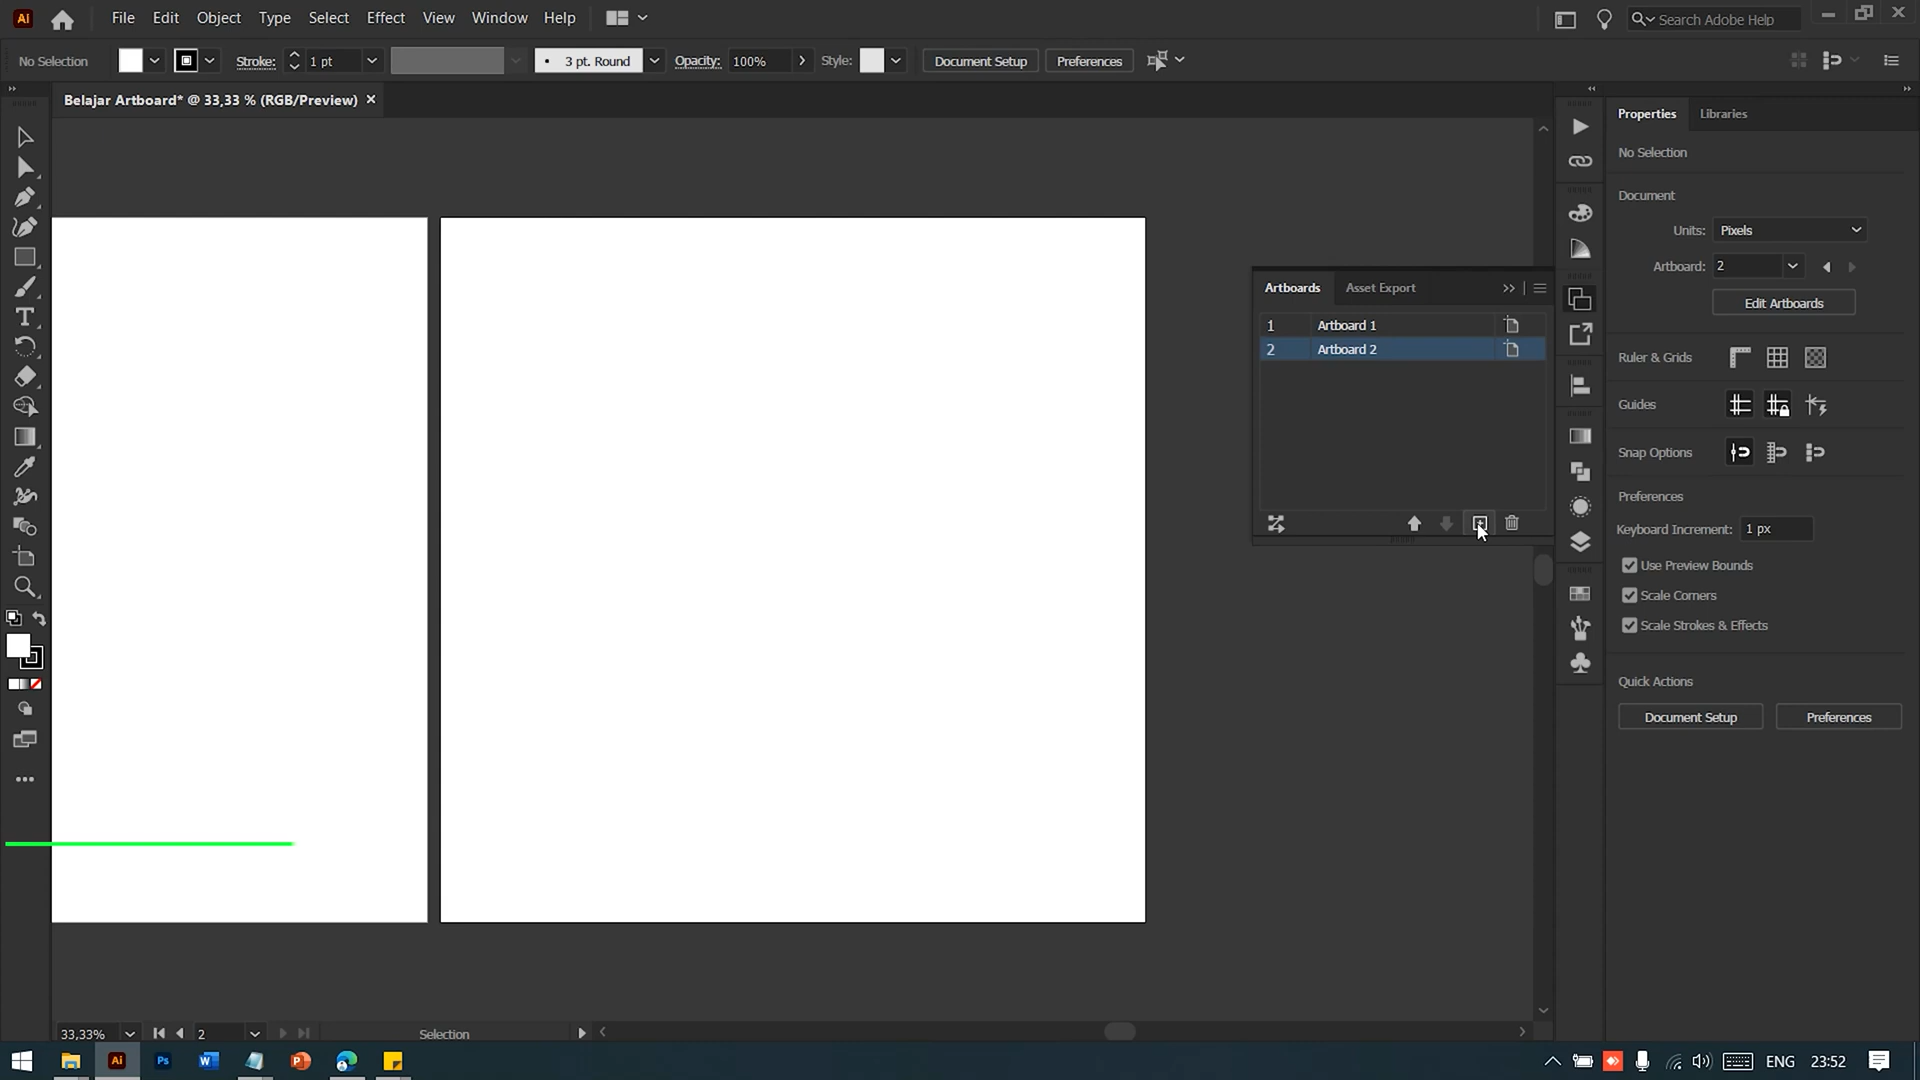 Ai File Edit Object Type Select Effect View Window Help Search Adobe Help
No Selection Stroke: 1 pt 3 pt. Round Opacity: 100% Style: Document Setup Preferences
Belajar Artboard* @ 33,33 % (RGB/Preview)
Properties Libraries
No Selection
Document
Units: Pixels
Artboard: 2
Edit Artboards
Artboards Asset Export
1 Artboard 1
2 Artboard 2
Ruler & Grids
Guides
Snap Options
Preferences
Keyboard Increment: 1 px
Use Preview Bounds
Scale Corners
Scale Strokes & Effects
Quick Actions
Document Setup Preferences
33,33% 2 Selection
Ai Ps W P ENG 23:52